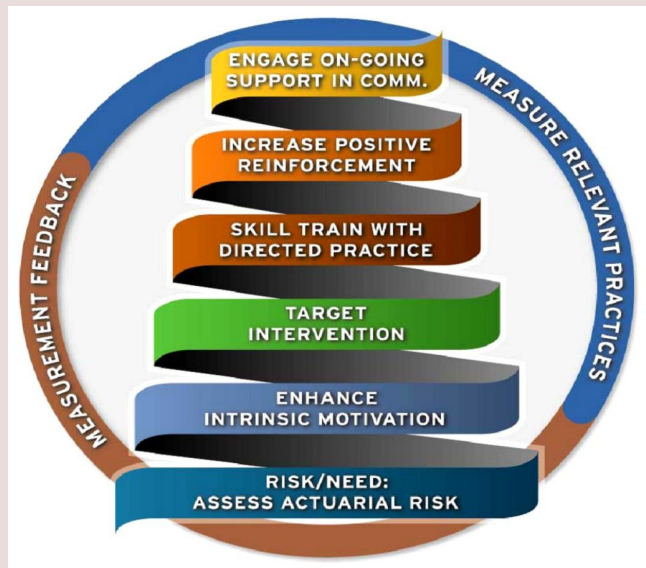 ENGAGE ON-GOING
SUPPORT IN COMM.
INCREASE POSITIVE
REINFORCEMENT
SKILL TRAIN WITH
DIRECTED PRACTICE
TARGET
INTERVENTION
ENHANCE
INTRINSIC MOTIVATION
RISK/NEED:
ASSESS ACTUARIAL RISK
MEASUREMENT FEEDBACK
MEASURE RELEVANT PRACTICES